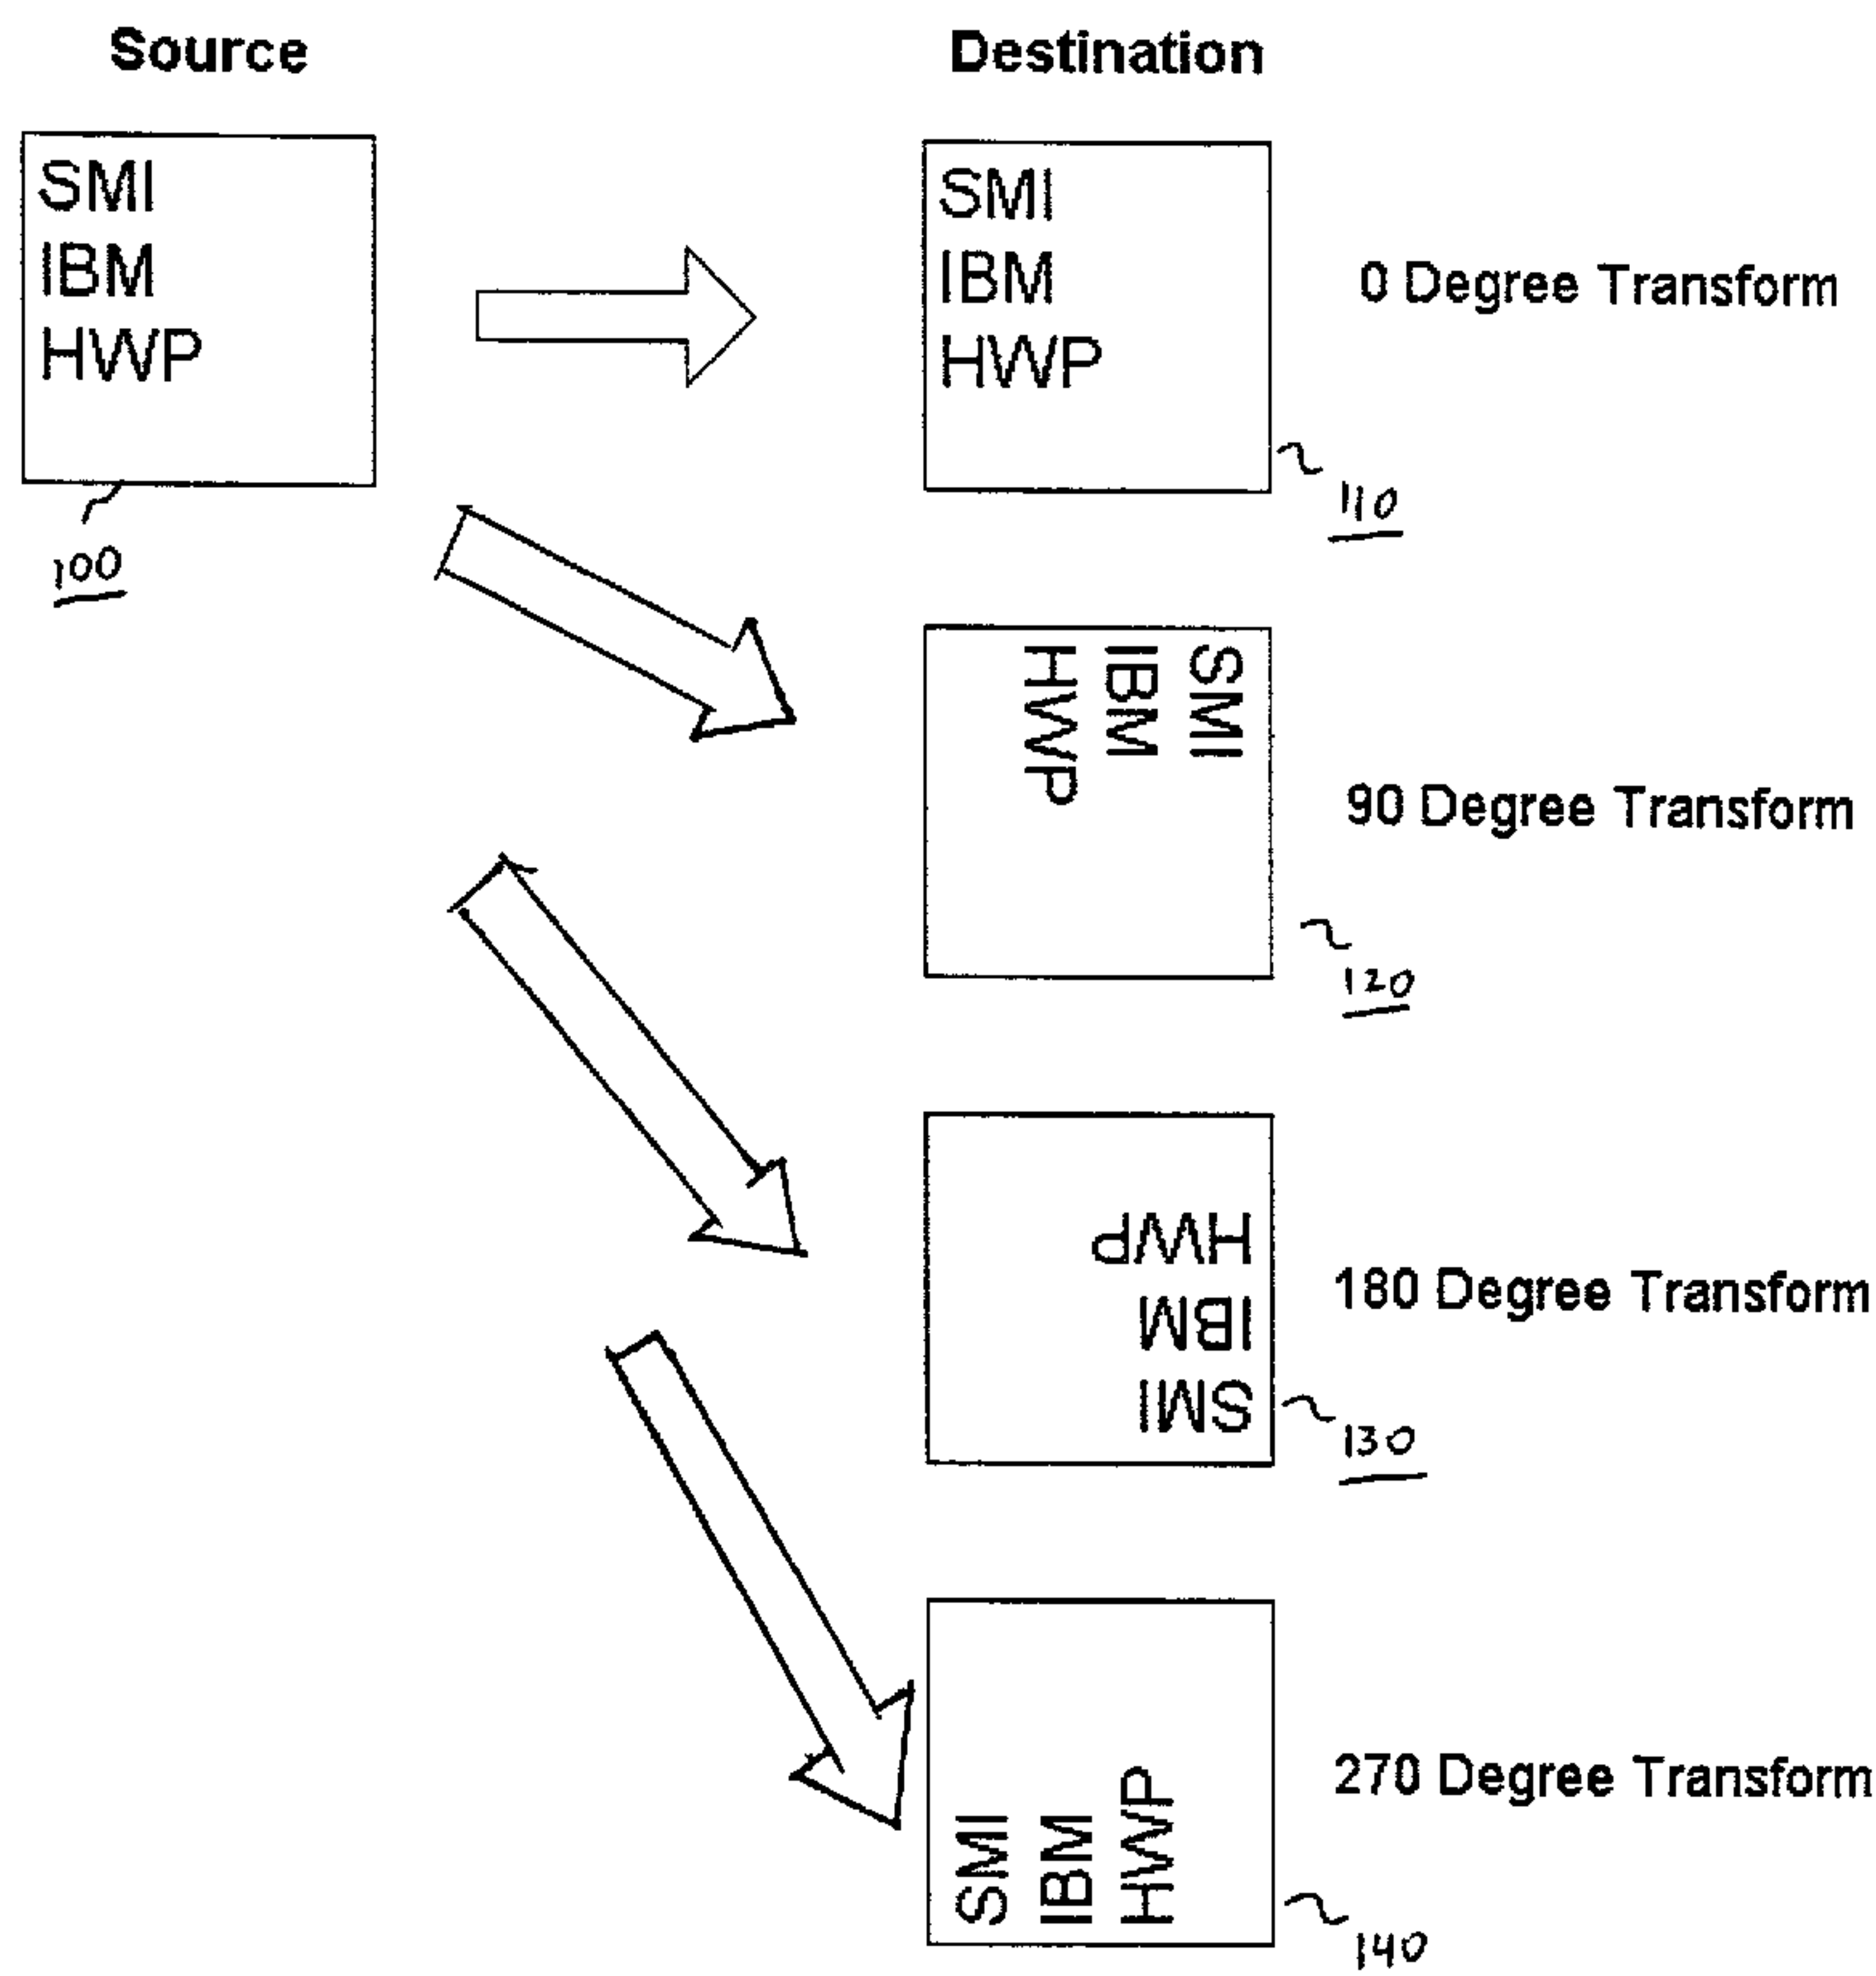 Source
Destination
SMI
IBM
HWP
100
SMI
IBM
HWP
0 Degree Transform
110
SMI
IBM
HWP
90 Degree Transform
120
SMI
IBM
HWP
180 Degree Transform
130
SMI
IBM
HWP
270 Degree Transform
140